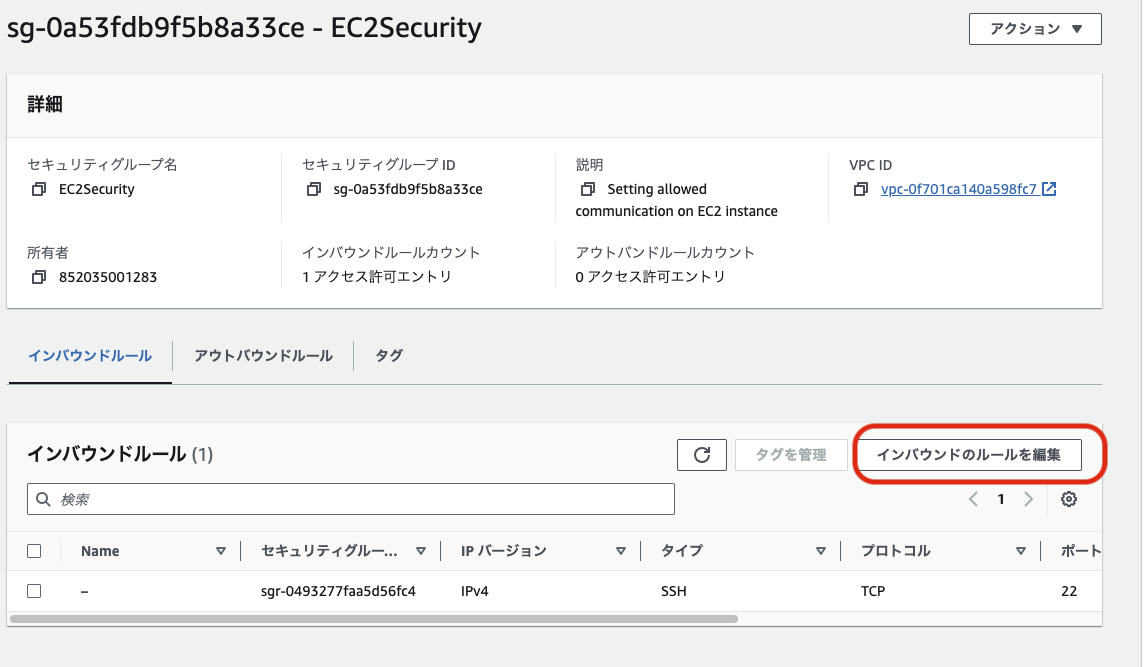 sg-0a53fdb9f5b8a33ce - EC2Security
アクション
詳細
セキュリティグループ名
EC2Security
セキュリティグループ ID
sg-0a53fdb9f5b8a33ce
説明
Setting allowed
communication on EC2 instance
VPC ID
vpc-0f701ca140a598fc7
所有者
852035001283
インバウンドルールカウント
1 アクセス許可エントリ
アウトバンドルールカウント
0 アクセス許可エントリ
インバウンドルール
アウトバウンドルール
タグ
インバウンドルール (1)
タグを管理
インバウンドのルールを編集
検索
1
Name
セキュリティグルー...
IP バージョン
タイプ
プロトコル
ポート
–
sgr-0493277faa5d56fc4
IPv4
SSH
TCP
22